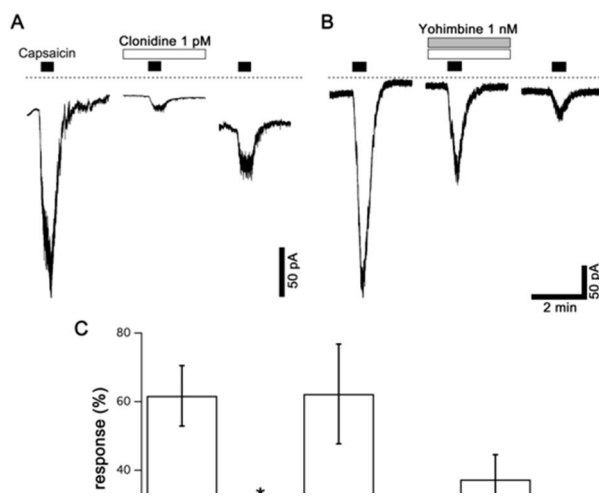 A
B
Clonidine 1 pM
Yohimbine 1 nM
Capsaicin
50 pA
50 pA
2 min
C
80
60
40
response (%)
*